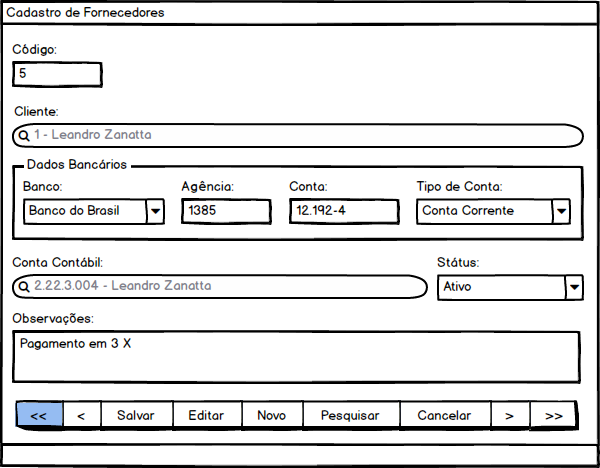 Cadastro de Fornecedores
Código:
5
Cliente:
1 - Leandro Zanatta
Dados Bancários
Banco: Agência: Conta: Tipo de Conta:
Banco do Brasil 1385 12.192-4 Conta Corrente
Conta Contábil: Státus:
2.22.3.004 - Leandro Zanatta Ativo
Observações:
Pagamento em 3 X
<< < Salvar Editar Novo Pesquisar Cancelar > >>